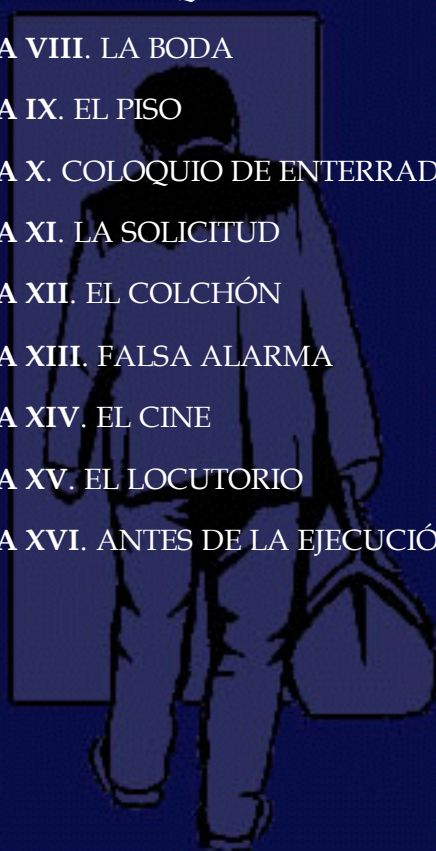 A VIII. LA BODA
A IX. EL PISO
A X. COLOQUIO DE ENTERRAD
A XI. LA SOLICITUD
A XII. EL COLCHÓN
A XIII. FALSA ALARMA
A XIV. EL CINE
A XV. EL LOCUTORIO
A XVI. ANTES DE LA EJECUCIÓ